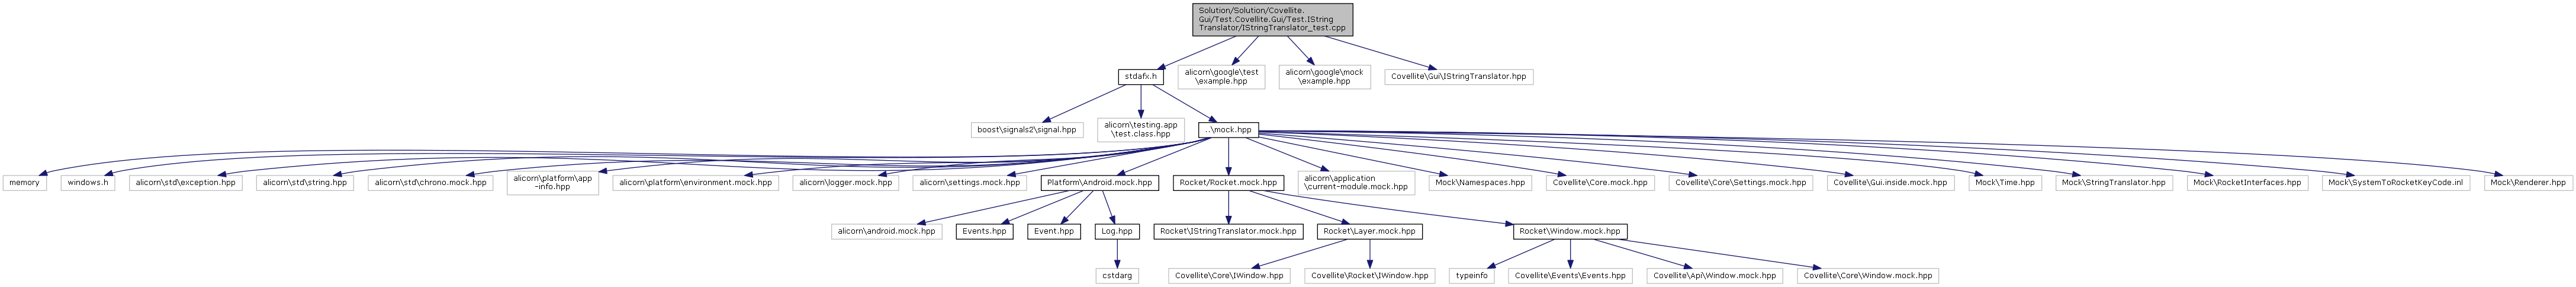 Solution/Solution/Covellite.
Gui/Test.Covellite.Gui/Test.IString
Translator/IStringTranslator_test.cpp
stdafx.h
alicorn\google\test
\example.hpp
alicorn\google\mock
\example.hpp
Covellite\Gui\IStringTranslator.hpp
boost\signals2\signal.hpp
alicorn\testing.app
\test.class.hpp
..\mock.hpp
memory
windows.h
alicorn\std\exception.hpp
alicorn\std\string.hpp
alicorn\std\chrono.mock.hpp
alicorn\platform\app
-info.hpp
alicorn\platform\environment.mock.hpp
alicorn\logger.mock.hpp
alicorn\settings.mock.hpp
Platform\Android.mock.hpp
Rocket/Rocket.mock.hpp
alicorn\application
\current-module.mock.hpp
Mock\Namespaces.hpp
Covellite\Core.mock.hpp
Covellite\Core\Settings.mock.hpp
Covellite\Gui.inside.mock.hpp
Mock\Time.hpp
Mock\StringTranslator.hpp
Mock\RocketInterfaces.hpp
Mock\SystemToRocketKeyCode.inl
Mock\Renderer.hpp
alicorn\android.mock.hpp
Events.hpp
Event.hpp
Log.hpp
Rocket\IStringTranslator.mock.hpp
Rocket\Layer.mock.hpp
Rocket\Window.mock.hpp
cstdarg
Covellite\Core\IWindow.hpp
Covellite\Rocket\IWindow.hpp
typeinfo
Covellite\Events\Events.hpp
Covellite\Api\Window.mock.hpp
Covellite\Core\Window.mock.hpp